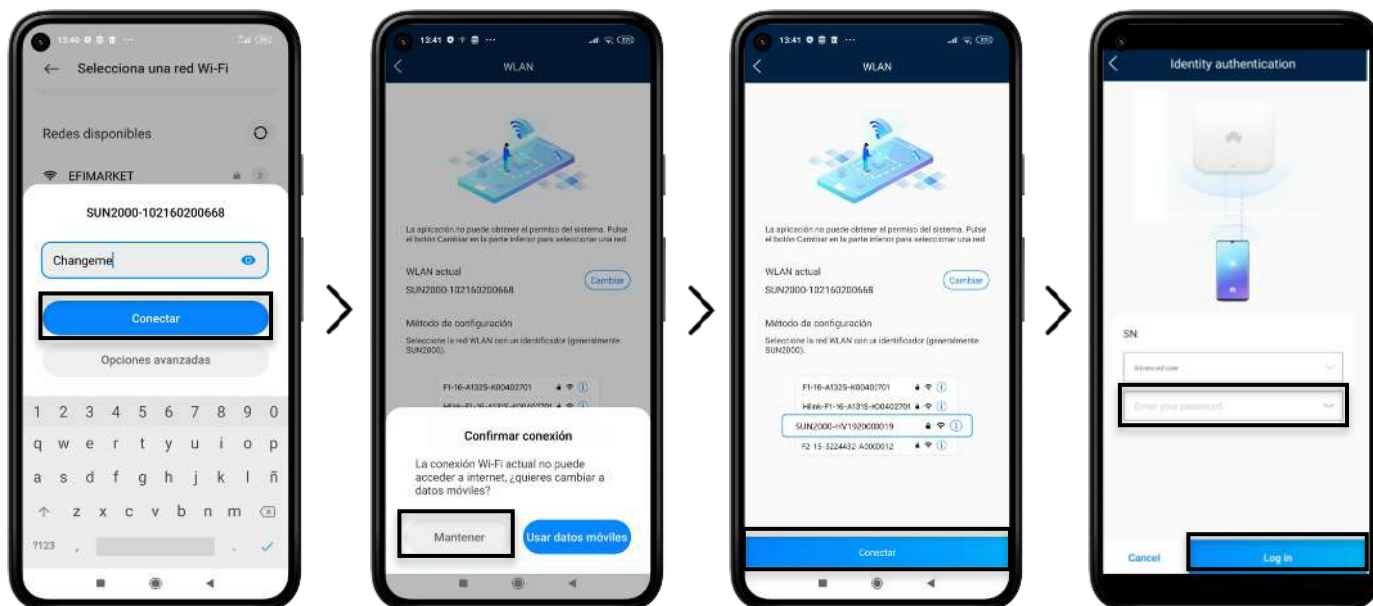 13:40
Selecciona una red Wi-Fi
Redes disponibles
EFIMARKET
SUN2000-102160200668
Changeme
Conectar
Opciones avanzadas
1 2 3 4 5 6 7 8 9 0
q w e r t y u i o p
a s d f g h j k l ñ
z x c v b n m
?123 , .
13:41
WLAN
La aplicación no puede obtener el permiso del sistema. Pulse
el botón Cambiar en la parte inferior para seleccionar una red
WLAN actual
SUN2000-102160200668
Cambiar
Método de configuración
Seleccione la red WLAN con un identificador (generalmente
SUN2000).
F1-16-A132S-K00402701
Confirmar conexión
La conexión Wi-Fi actual no puede
acceder a internet, ¿quieres cambiar a
datos móviles?
Mantener
Usar datos móviles
13:41
WLAN
La aplicación no puede obtener el permiso del sistema. Pulse
el botón Cambiar en la parte inferior para seleccionar una red
WLAN actual
SUN2000-102160200668
Cambiar
Método de configuración
Seleccione la red WLAN con un identificador (generalmente
SUN2000).
F1-16-A132S-K00402701
SUN2000-HV1920000019
Conectar
Identity authentication
SN:
Advanced user
Enter your password.
Cancel
Log in